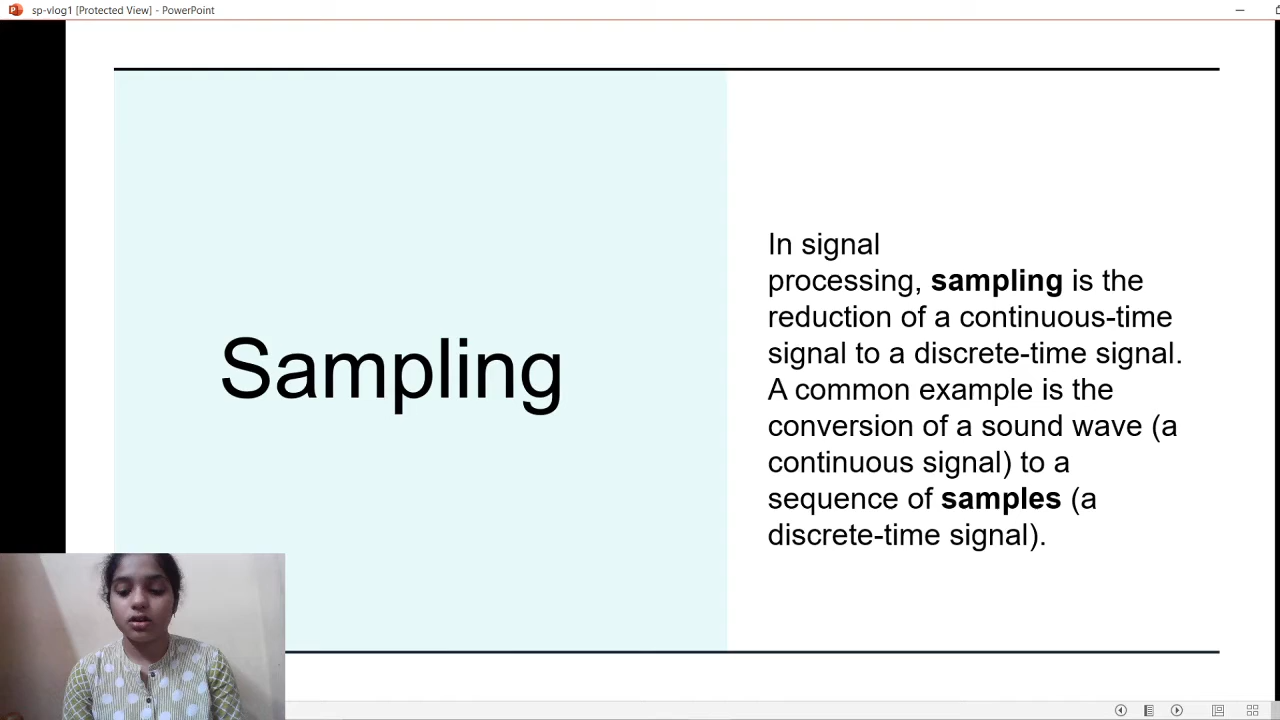 sp-vlog1 [Protected View] - PowerPoint
Sampling
In signal
processing, sampling is the
reduction of a continuous-time
signal to a discrete-time signal.
A common example is the
conversion of a sound wave (a
continuous signal) to a
sequence of samples (a
discrete-time signal).